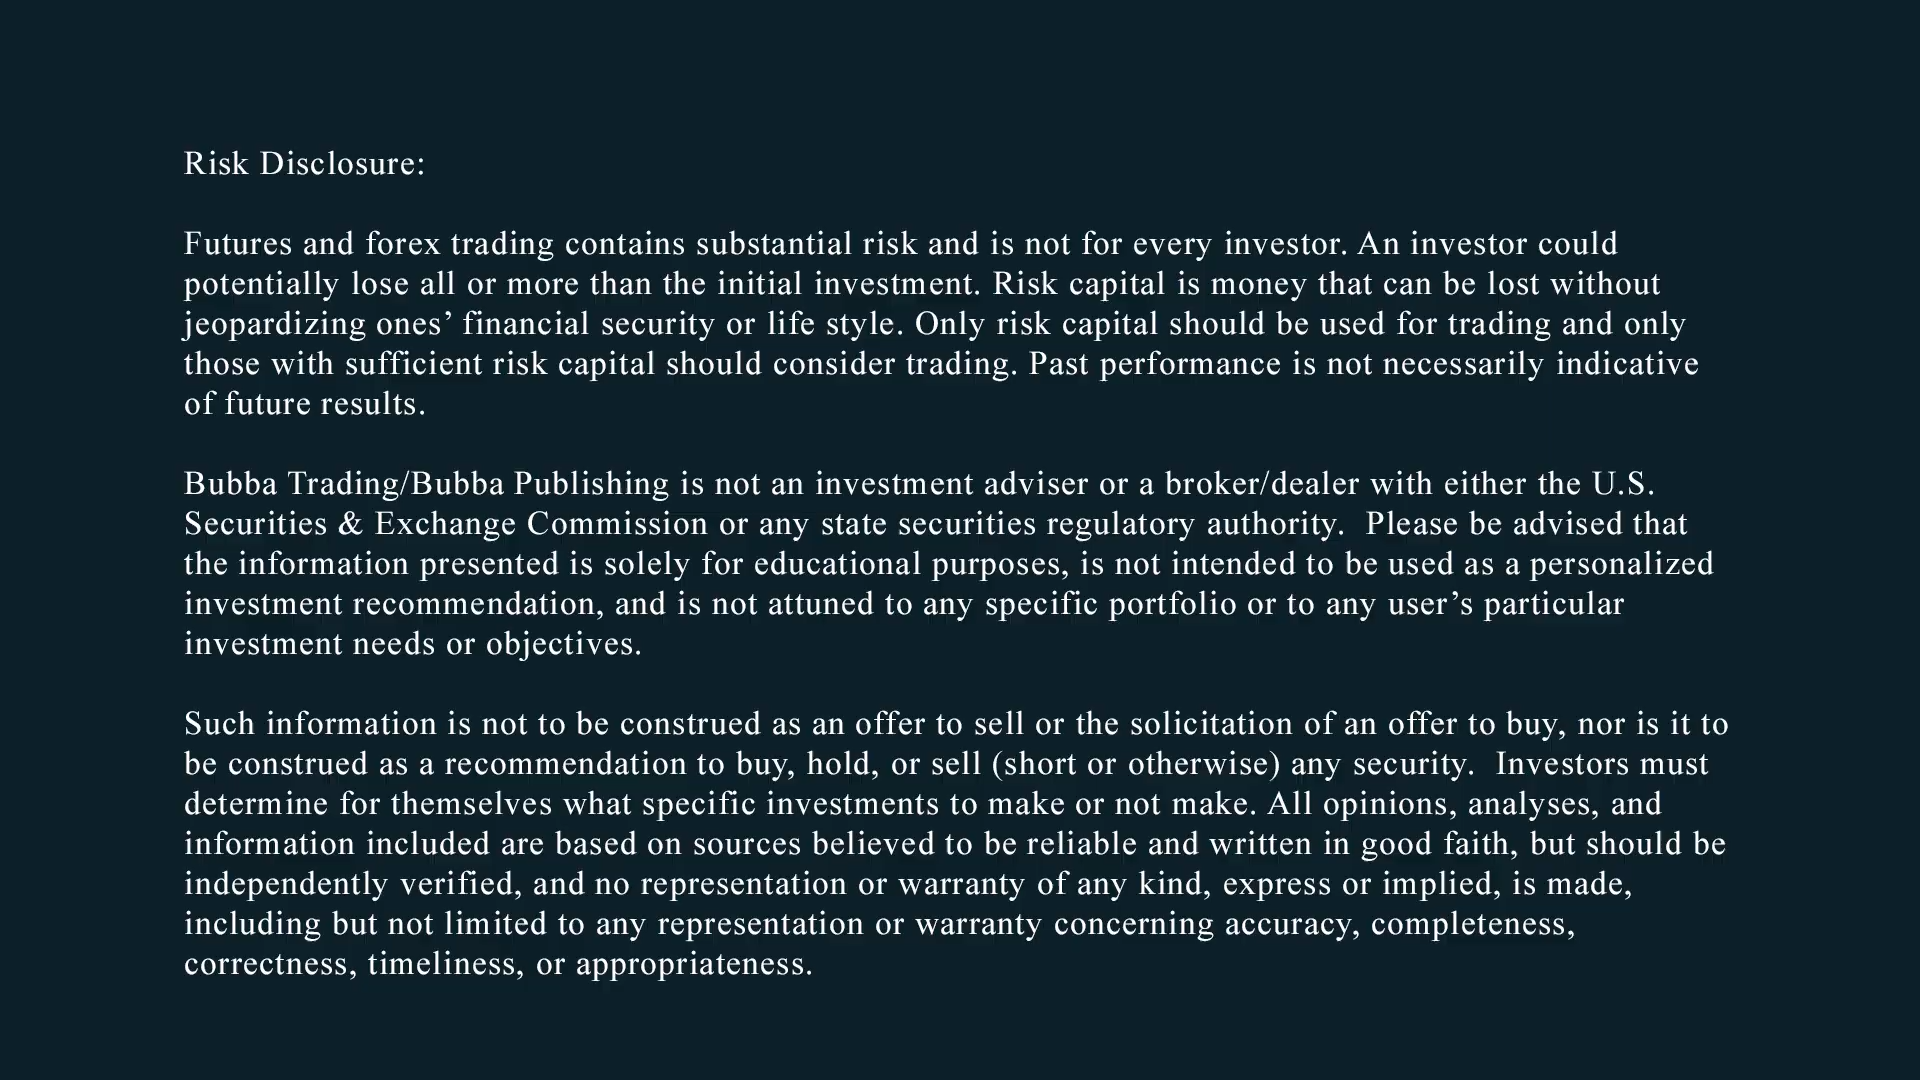 Risk Disclosure:
Futures and forex trading contains substantial risk and is not for every investor. An investor could
potentially lose all or more than the initial investment. Risk capital is money that can be lost without
jeopardizing ones’ financial security or life style. Only risk capital should be used for trading and only
those with sufficient risk capital should consider trading. Past performance is not necessarily indicative
of future results.
Bubba Trading/Bubba Publishing is not an investment adviser or a broker/dealer with either the U.S.
Securities & Exchange Commission or any state securities regulatory authority.  Please be advised that
the information presented is solely for educational purposes, is not intended to be used as a personalized
investment recommendation, and is not attuned to any specific portfolio or to any user’s particular
investment needs or objectives.
Such information is not to be construed as an offer to sell or the solicitation of an offer to buy, nor is it to
be construed as a recommendation to buy, hold, or sell (short or otherwise) any security.  Investors must
determine for themselves what specific investments to make or not make. All opinions, analyses, and
information included are based on sources believed to be reliable and written in good faith, but should be
independently verified, and no representation or warranty of any kind, express or implied, is made,
including but not limited to any representation or warranty concerning accuracy, completeness,
correctness, timeliness, or appropriateness.